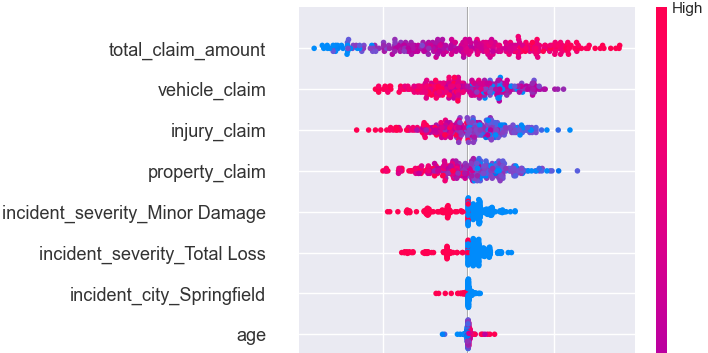 High
total_claim_amount
vehicle_claim
injury_claim
property_claim
incident_severity_Minor Damage
incident_severity_Total Loss
incident_city_Springfield
age